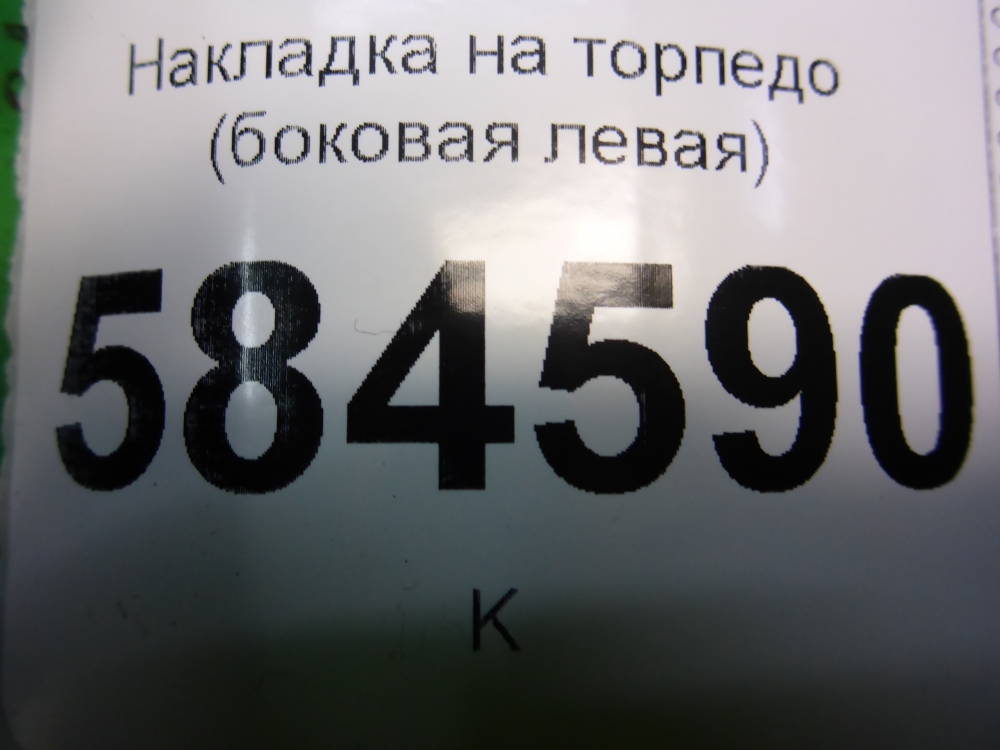 Накладка на торпедо
(боковая левая)
584590
К